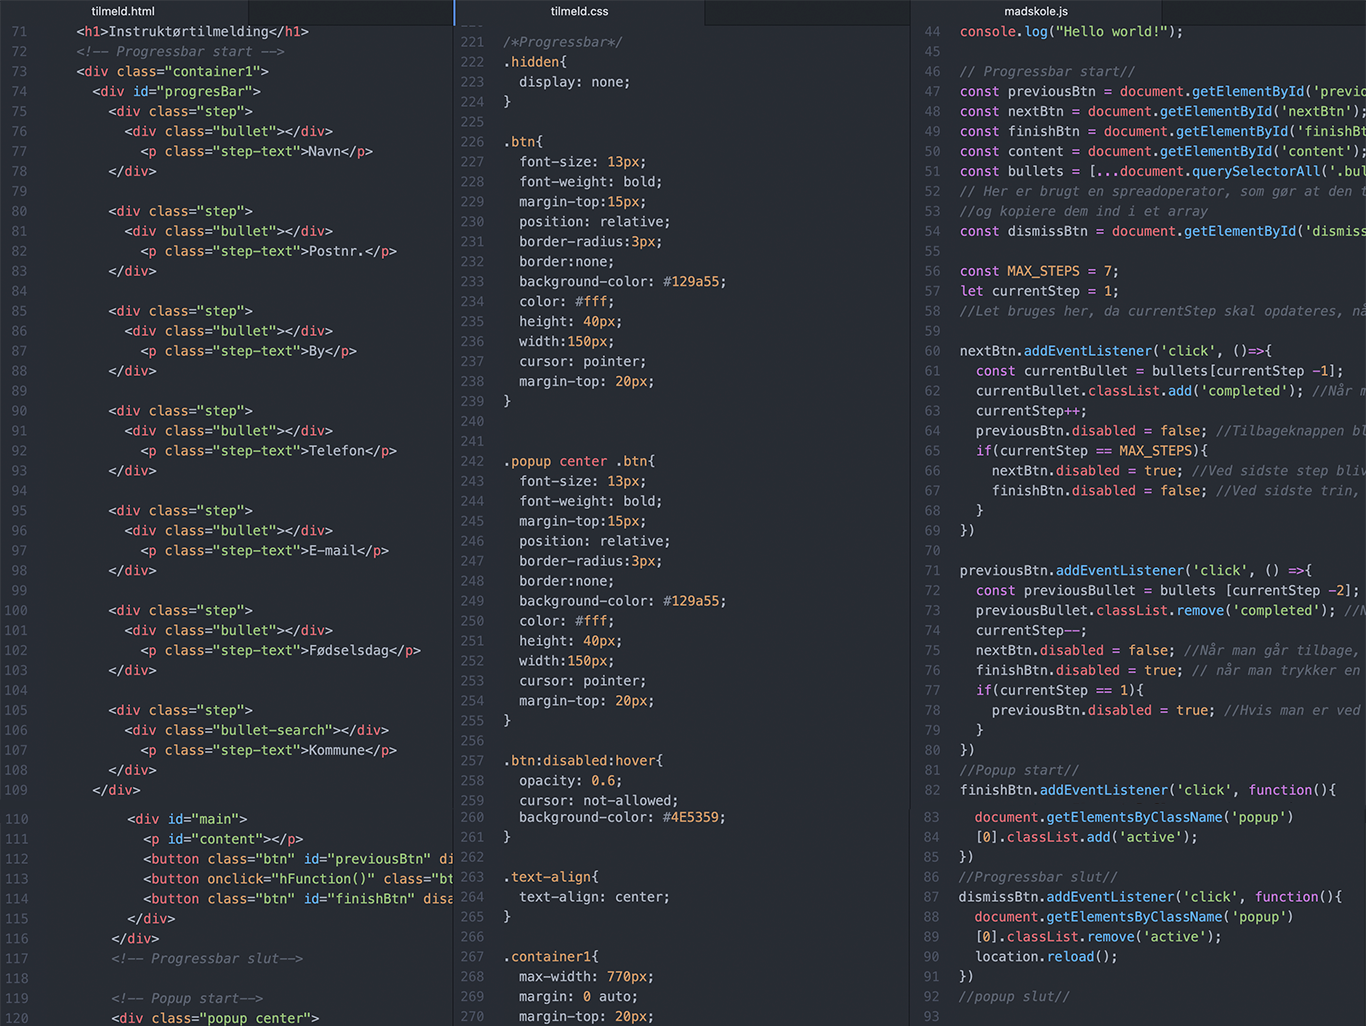 tilmeld.html
71 <h1>Instruktørtilmelding</h1>
72 <!-- Progressbar start -->
73 <div class="container1">
74 <div id="progresBar">
75 <div class="step">
76 <div class="bullet"></div>
77 <p class="step-text">Navn</p>
78 </div>
79
80 <div class="step">
81 <div class="bullet"></div>
82 <p class="step-text">Postnr.</p>
83 </div>
84
85 <div class="step">
86 <div class="bullet"></div>
87 <p class="step-text">By</p>
88 </div>
89
90 <div class="step">
91 <div class="bullet"></div>
92 <p class="step-text">Telefon</p>
93 </div>
94
95 <div class="step">
96 <div class="bullet"></div>
97 <p class="step-text">E-mail</p>
98 </div>
99
100 <div class="step">
101 <div class="bullet"></div>
102 <p class="step-text">Fødselsdag</p>
103 </div>
104
105 <div class="step">
106 <div class="bullet-search"></div>
107 <p class="step-text">Kommune</p>
108 </div>
109 </div>
110 <div id="main">
111 <p id="content"></p>
112 <button class="btn" id="previousBtn" di
113 <button onclick="hFunction()" class="bt
114 <button class="btn" id="finishBtn" disa
115 </div>
116 </div>
117 <!-- Progressbar slut-->
118
119 <!-- Popup start-->
120 <div class="popup center">
tilmeld.css
221 /*Progressbar*/
222 .hidden{
223 display: none;
224 }
225
226 .btn{
227 font-size: 13px;
228 font-weight: bold;
229 margin-top:15px;
230 position: relative;
231 border-radius:3px;
232 border:none;
233 background-color: #129a55;
234 color: #fff;
235 height: 40px;
236 width:150px;
237 cursor: pointer;
238 margin-top: 20px;
239 }
240
241
242 .popup center .btn{
243 font-size: 13px;
244 font-weight: bold;
245 margin-top:15px;
246 position: relative;
247 border-radius:3px;
248 border:none;
249 background-color: #129a55;
250 color: #fff;
251 height: 40px;
252 width:150px;
253 cursor: pointer;
254 margin-top: 20px;
255 }
256
257 .btn:disabled:hover{
258 opacity: 0.6;
259 cursor: not-allowed;
260 background-color: #4E5359;
261 }
262
263 .text-align{
264 text-align: center;
265 }
266
267 .container1{
268 max-width: 770px;
269 margin: 0 auto;
270 margin-top: 20px;
madskole.js
44 console.log("Hello world!");
45
46 // Progressbar start//
47 const previousBtn = document.getElementById('previo
48 const nextBtn = document.getElementById('nextBtn');
49 const finishBtn = document.getElementById('finishBt
50 const content = document.getElementById('content');
51 const bullets = [...document.querySelectorAll('.bul
52 // Her er brugt en spreadoperator, som gør at den t
53 //og kopiere dem ind i et array
54 const dismissBtn = document.getElementById('dismiss
55
56 const MAX_STEPS = 7;
57 let currentStep = 1;
58 //Let bruges her, da currentStep skal opdateres, nå
59
60 nextBtn.addEventListener('click', ()=>{
61 const currentBullet = bullets[currentStep -1];
62 currentBullet.classList.add('completed'); //Når m
63 currentStep++;
64 previousBtn.disabled = false; //Tilbageknappen bl
65 if(currentStep == MAX_STEPS){
66 nextBtn.disabled = true; //Ved sidste step bliv
67 finishBtn.disabled = false; //Ved sidste trin,
68 }
69 })
70
71 previousBtn.addEventListener('click', () =>{
72 const previousBullet = bullets [currentStep -2];
73 previousBullet.classList.remove('completed'); //N
74 currentStep--;
75 nextBtn.disabled = false; //Når man går tilbage,
76 finishBtn.disabled = true; // når man trykker en
77 if(currentStep == 1){
78 previousBtn.disabled = true; //Hvis man er ved
79 }
80 })
81 //Popup start//
82 finishBtn.addEventListener('click', function(){
83 document.getElementsByClassName('popup')
84 [0].classList.add('active');
85 })
86 //Progressbar slut//
87 dismissBtn.addEventListener('click', function(){
88 document.getElementsByClassName('popup')
89 [0].classList.remove('active');
90 location.reload();
91 })
92 //popup slut//
93